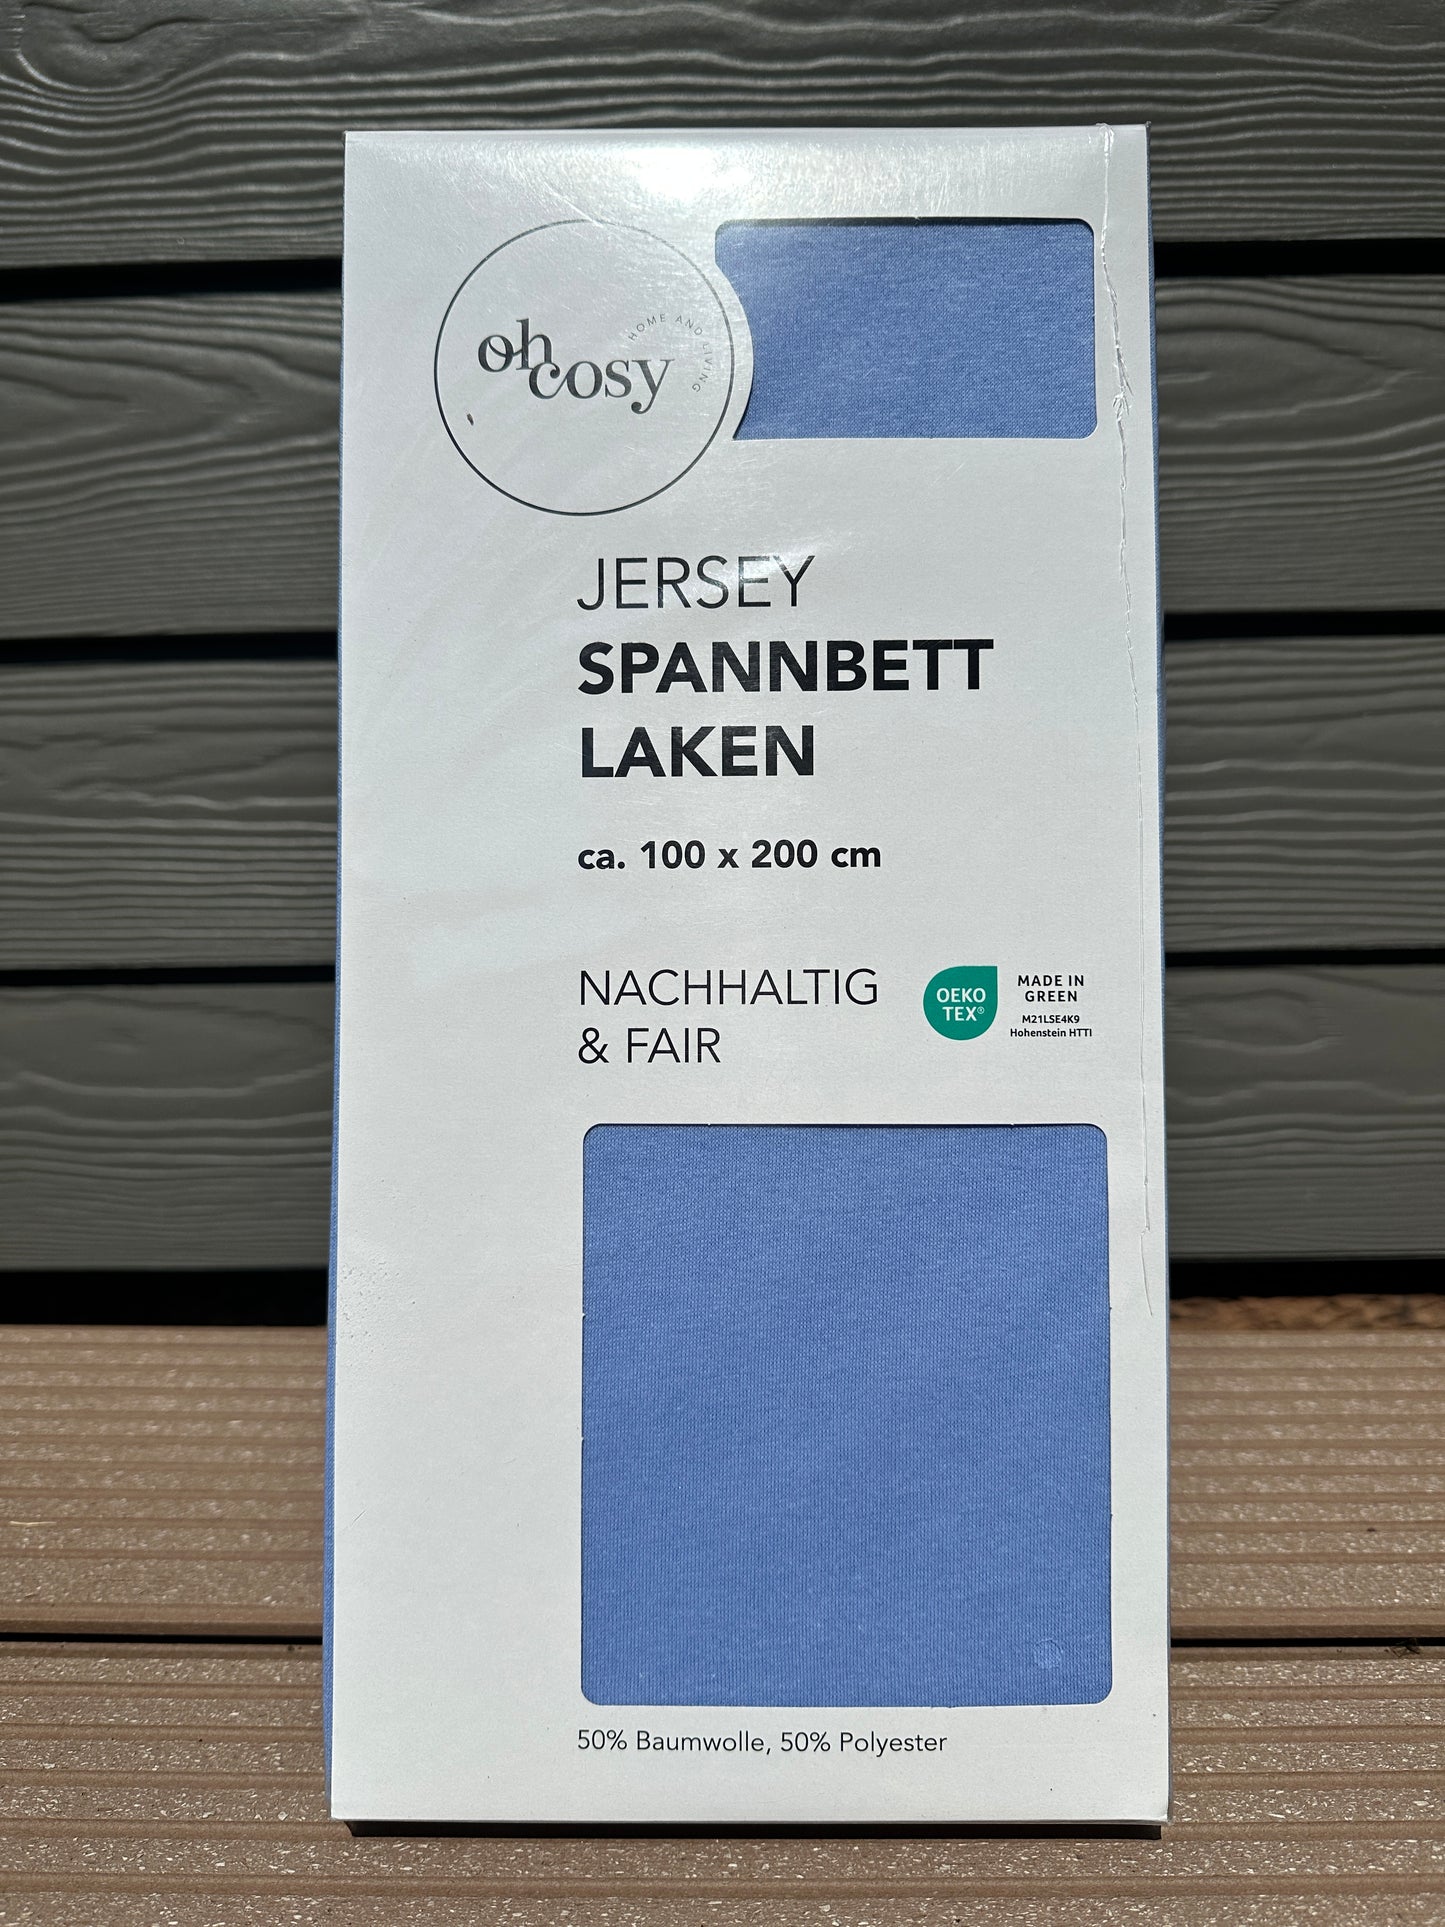 oh
cosy
HOME AND LIVING
JERSEY
SPANNBETT
LAKEN
ca. 100 x 200 cm
NACHHALTIG
& FAIR
OEKO
TEX®
MADE IN
GREEN
M21LSE4K9
Hohenstein HTTI
50% Baumwolle, 50% Polyester